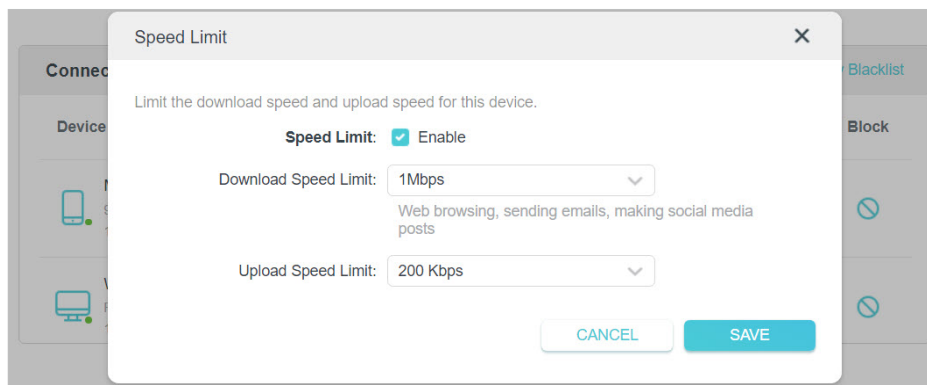 Speed Limit
Connec
Blacklist
Limit the download speed and upload speed for this device.
Device
Block
Speed Limit: Enable
Download Speed Limit: 1Mbps
Web browsing, sending emails, making social media
posts
Upload Speed Limit: 200 Kbps
CANCEL SAVE